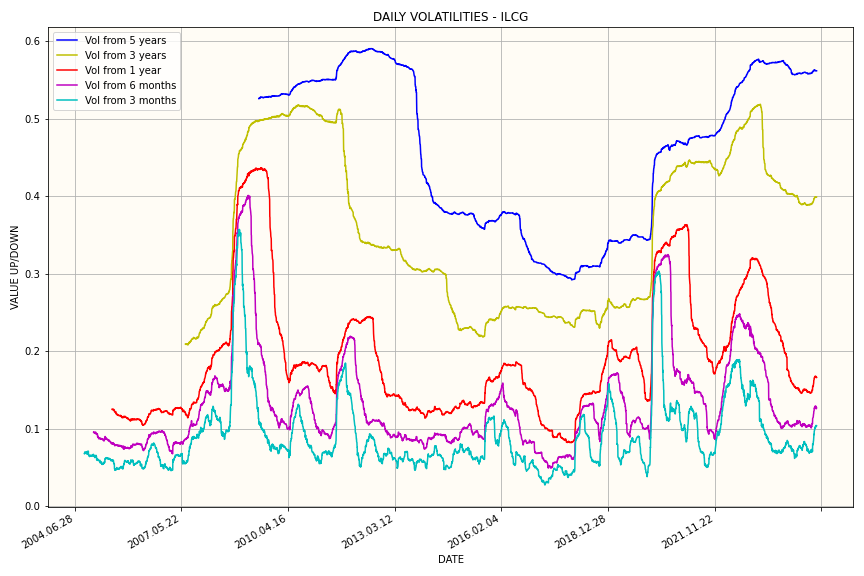 DAILY VOLATILITIES - ILCG
Vol from 5 years
Vol from 3 years
Vol from 1 year
Vol from 6 months
Vol from 3 months
VALUE UP/DOWN
0.6
0.5
0.4
0.3
0.2
0.1
0.0
2004.06.28
2007.05.22
2010.04.16
2013.03.12
2016.02.04
2018.12.28
2021.11.22
DATE